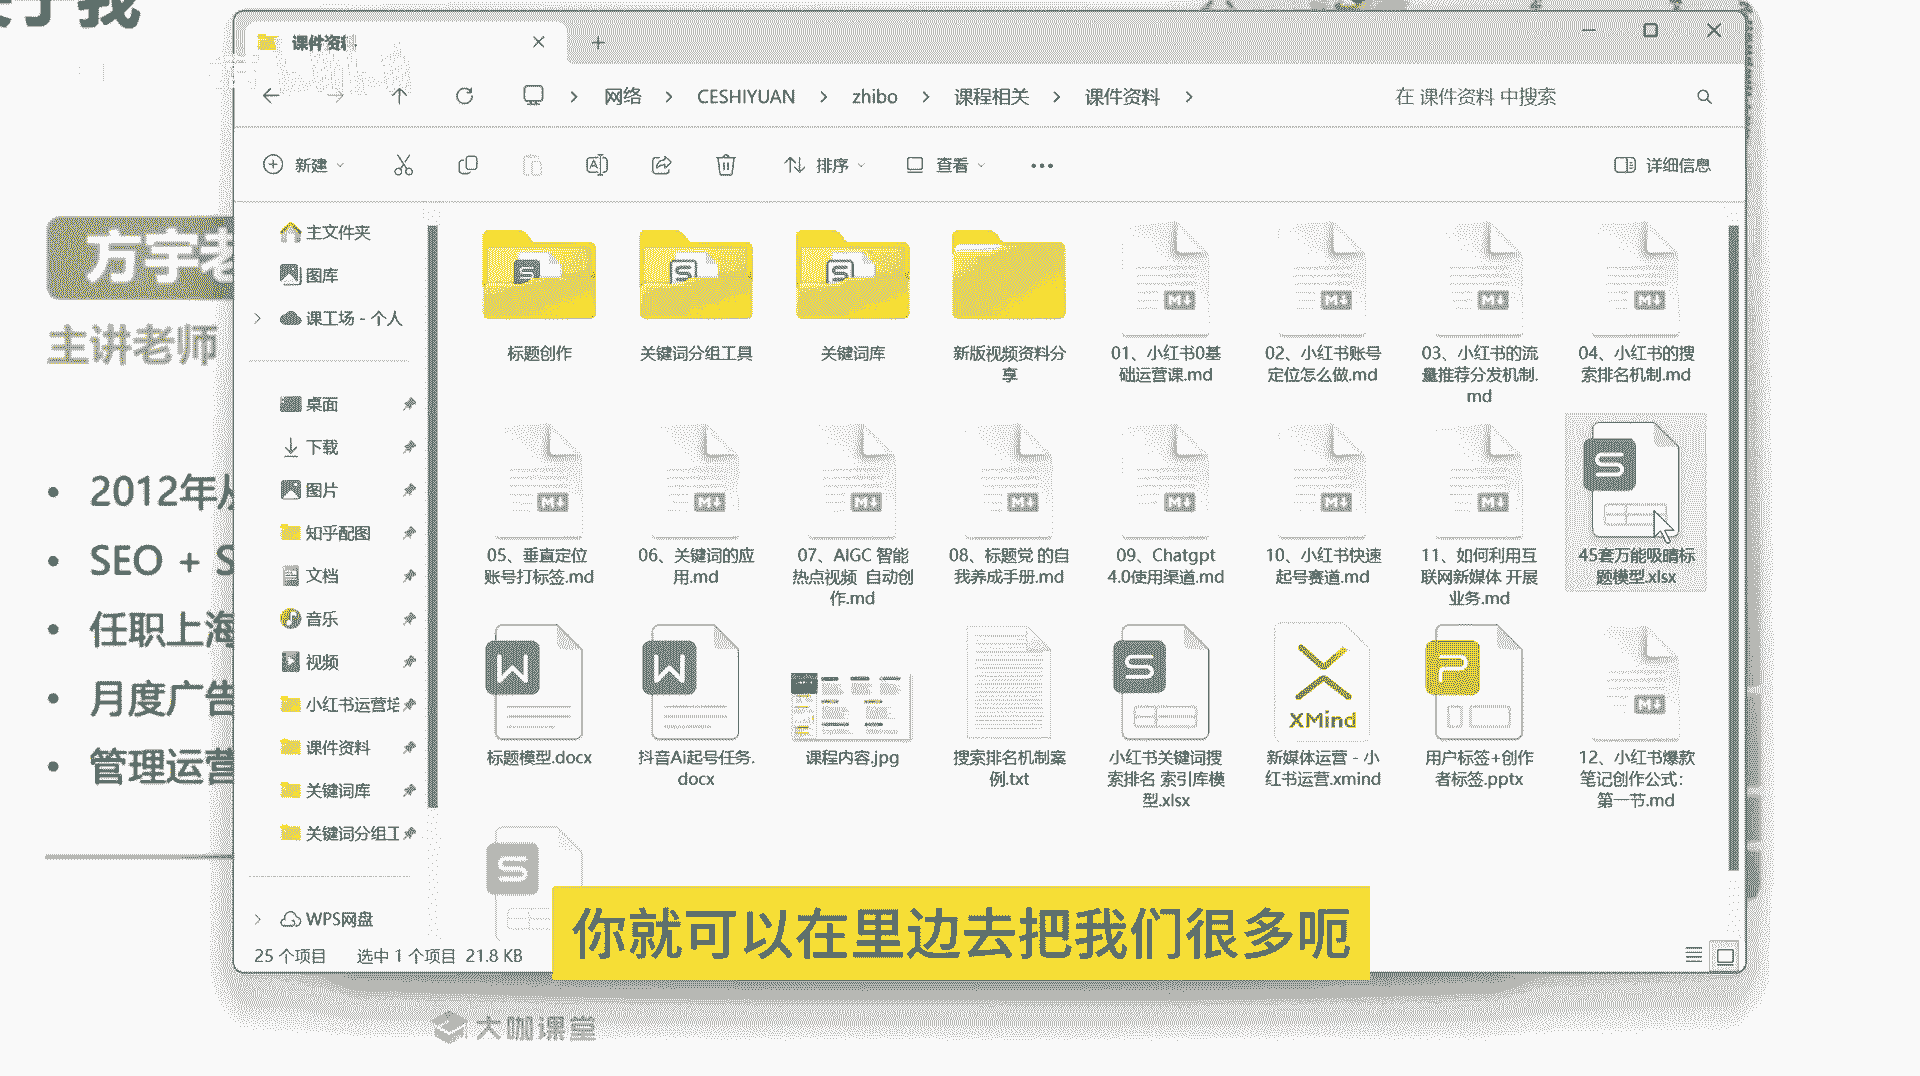 关于我
课件资料
网络 > CESHIYUAN > zhibo > 课程相关 > 课件资料 >
在 课件资料 中搜索
新建
排序
查看
详细信息
方宇老
主讲老师
2012年从
SEO + S
任职上海
月度广告
管理运营
主文件夹
图库
课工场 - 个人
桌面
下载
图片
知乎配图
文档
音乐
视频
小红书运营培
课件资料
关键词库
关键词分组工
WPS网盘
标题创作
关键词分组工具
关键词库
新版视频资料分
享
01、小红书0基
础运营课.md
02、小红书账号
定位怎么做.md
03、小红书的流
量推荐分发机制.
md
04、小红书的搜
索排名机制.md
05、垂直定位
账号打标签.md
06、关键词的应
用.md
07、AIGC 智能
热点视频 自动创
作.md
08、标题党 的自
我养成手册.md
09、Chatgpt
4.0使用渠道.md
10、小红书快速
起号赛道.md
11、如何利用互
联网新媒体 开展
业务.md
45套万能吸睛标
题模型.xlsx
标题模型.docx
抖音Ai起号任务.
docx
课程内容.jpg
搜索排名机制案
例.txt
小红书关键词搜
索排名 索引库模
型.xlsx
XMind
新媒体运营 - 小
红书运营.xmind
用户标签+创作
者标签.pptx
12、小红书爆款
笔记创作公式：
第一节.md
你就可以在里边去把我们很多呃
25 个项目 选中 1 个项目 21.8 KB
大咖课堂